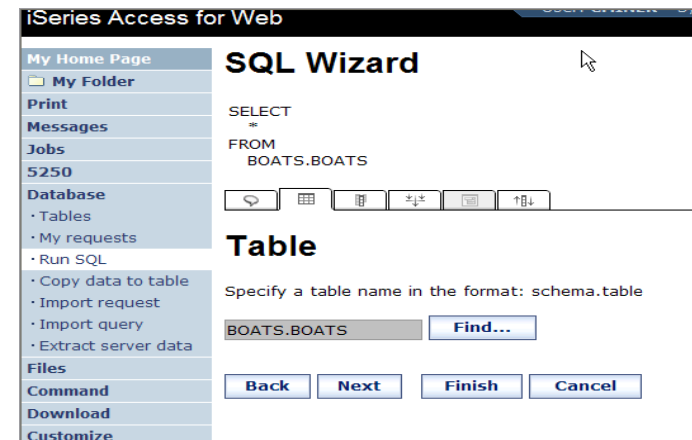 iSeries Access for Web
My Home Page
My Folder
Print
Messages
Jobs
5250
Database
· Tables
· My requests
· Run SQL
· Copy data to table
· Import request
· Import query
· Extract server data
Files
Command
Download
Customize
SQL Wizard
SELECT
*
FROM
BOATS.BOATS
Table
Specify a table name in the format: schema.table
BOATS.BOATS Find...
Back Next Finish Cancel